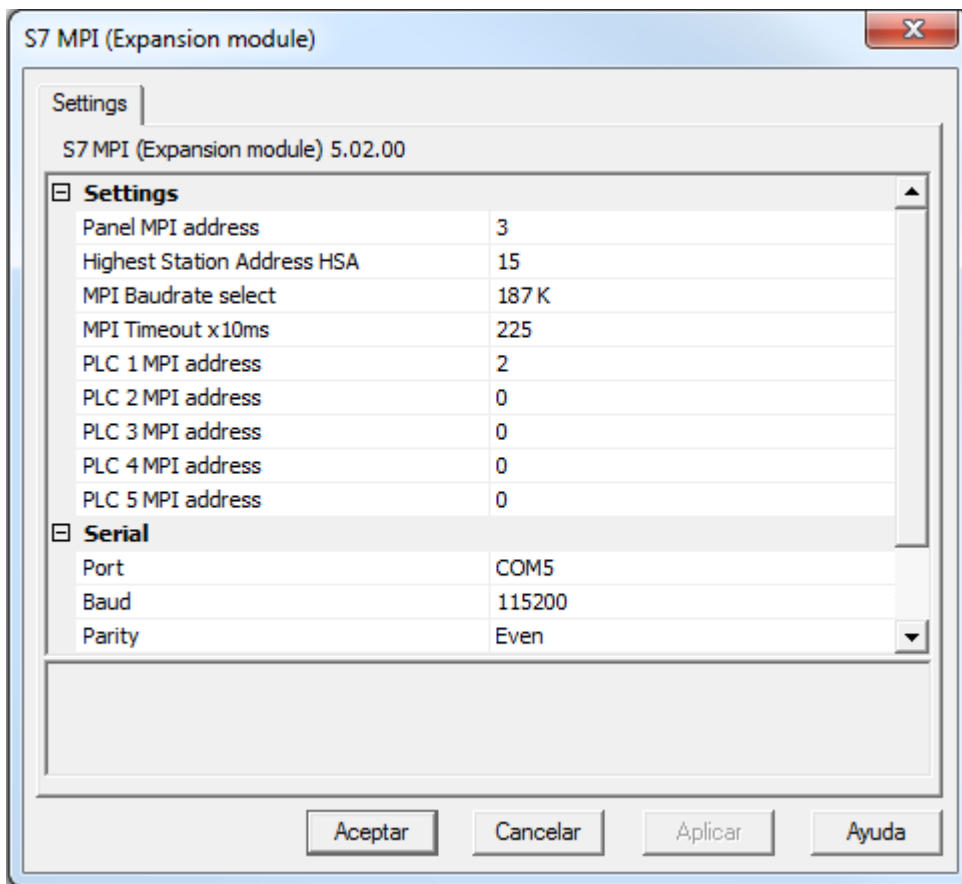 S7 MPI (Expansion module)
Settings
S7 MPI (Expansion module) 5.02.00
Settings
Panel MPI address 3
Highest Station Address HSA 15
MPI Baudrate select 187 K
MPI Timeout x10ms 225
PLC 1 MPI address 2
PLC 2 MPI address 0
PLC 3 MPI address 0
PLC 4 MPI address 0
PLC 5 MPI address 0
Serial
Port COM5
Baud 115200
Parity Even
Aceptar Cancelar Aplicar Ayuda